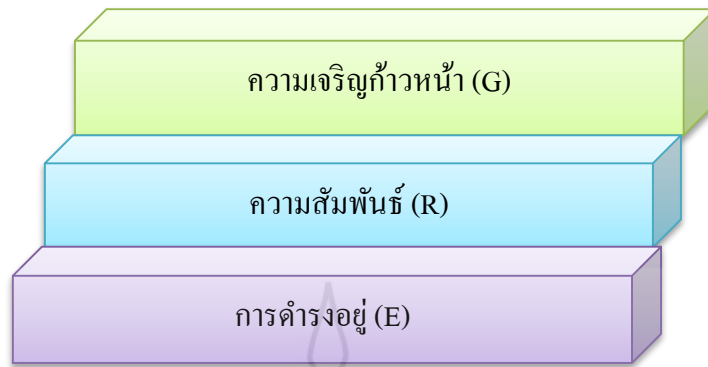 ความเจริญก้าวหน้า (G)
ความสัมพันธ์ (R)
การดำรงอยู่ (E)